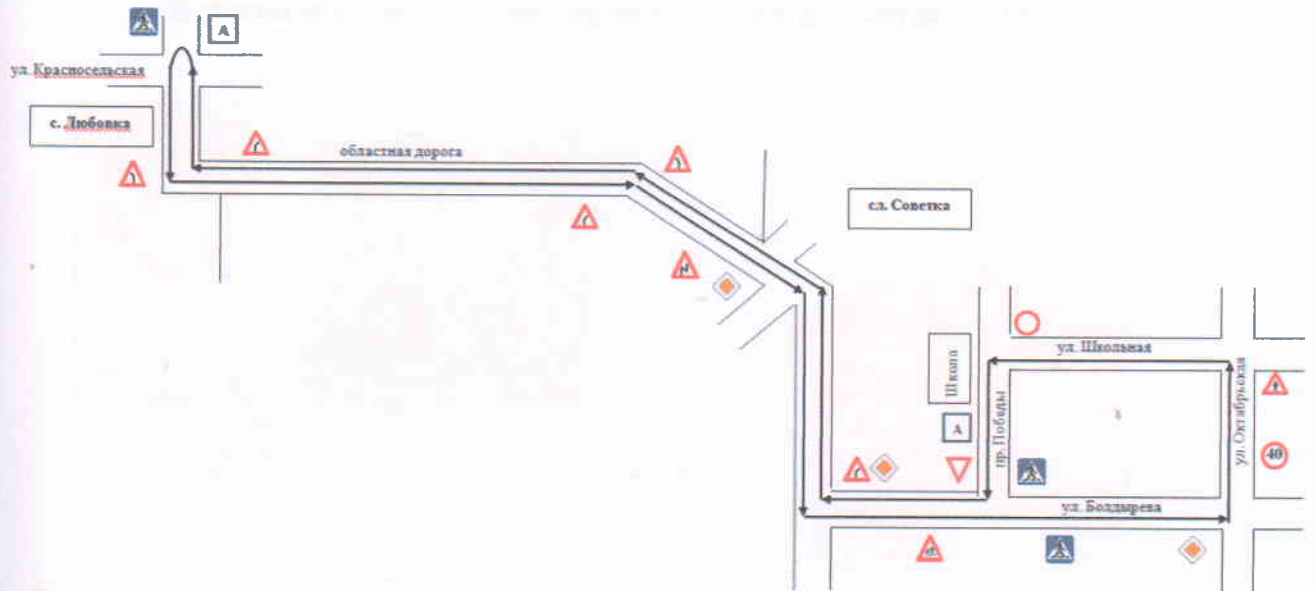 А
ул. Красносельская
с. Любовка
областная дорога
сл. Советка
Школа
А
пр. Победы
ул. Школьная
ул. Октябрьская
40
ул. Болдырева